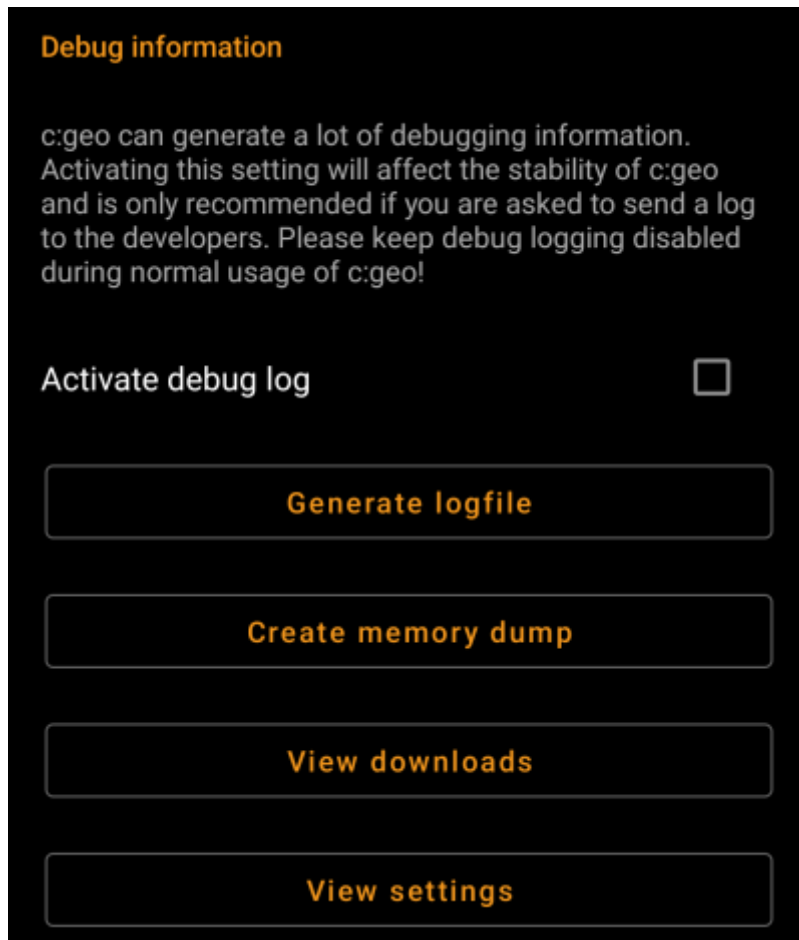 Debug information
c:geo can generate a lot of debugging information.
Activating this setting will affect the stability of c:geo
and is only recommended if you are asked to send a log
to the developers. Please keep debug logging disabled
during normal usage of c:geo!
Activate debug log
Generate logfile
Create memory dump
View downloads
View settings